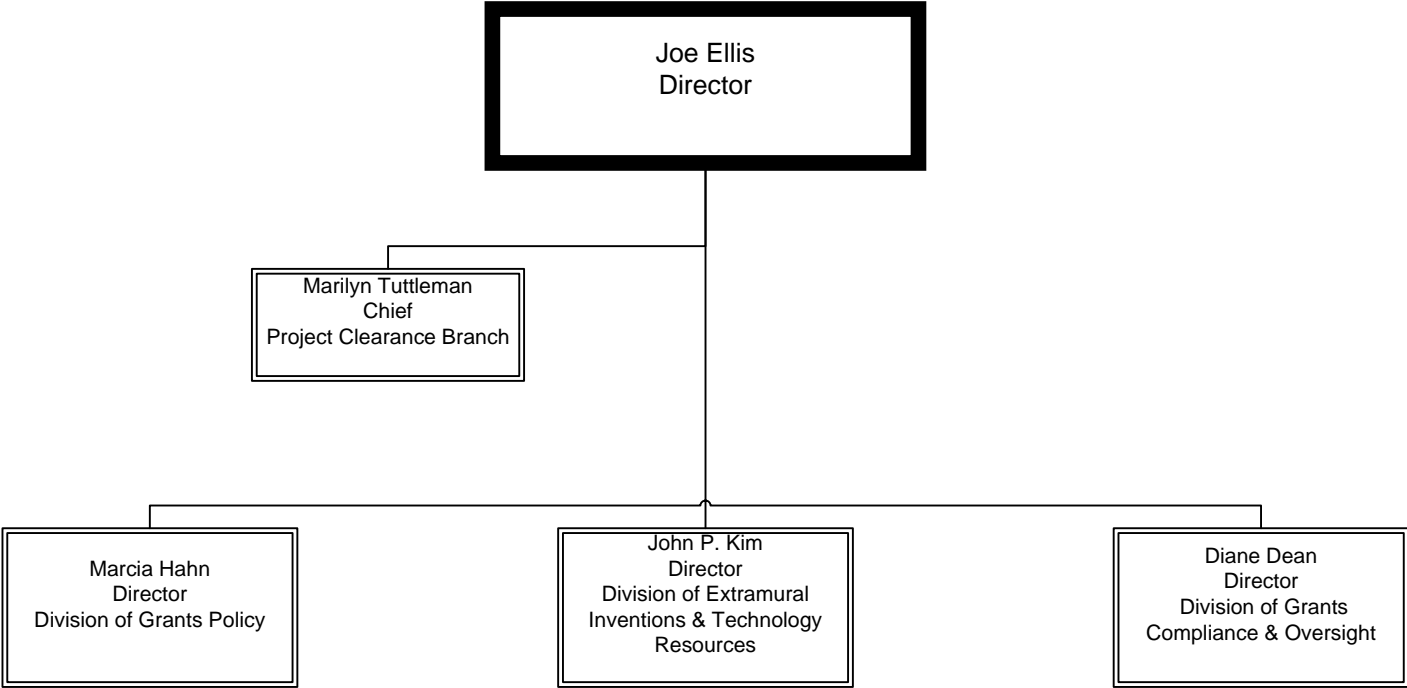 Joe Ellis
Director
Marilyn Tuttleman
Chief
Project Clearance Branch
Marcia Hahn
Director
Division of Grants Policy
John P. Kim
Director
Division of Extramural
Inventions & Technology
Resources
Diane Dean
Director
Division of Grants
Compliance & Oversight